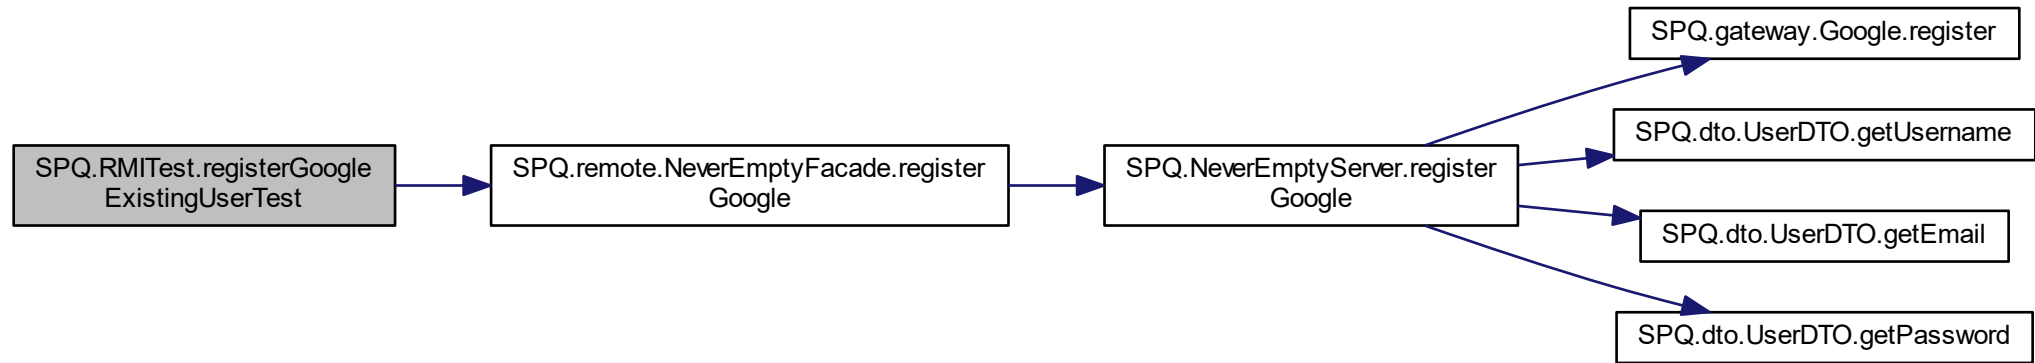 SPQ.RMITest.registerGoogle
ExistingUserTest
SPQ.remote.NeverEmptyFacade.register
Google
SPQ.NeverEmptyServer.register
Google
SPQ.gateway.Google.register
SPQ.dto.UserDTO.getUsername
SPQ.dto.UserDTO.getEmail
SPQ.dto.UserDTO.getPassword